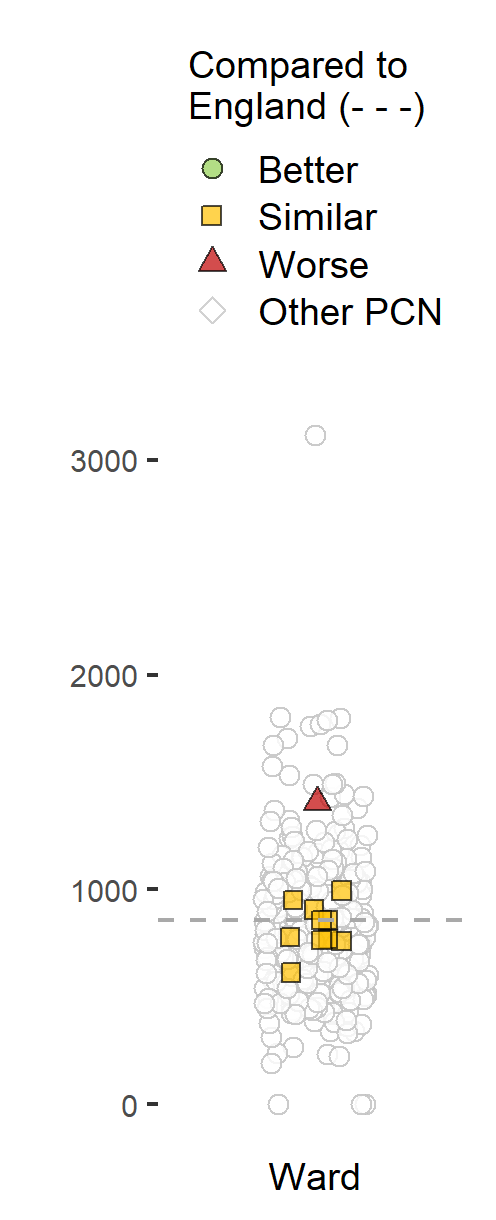 Compared to
England (- - -)
Better
Similar
Worse
Other PCN
3000
2000
1000
0
Ward